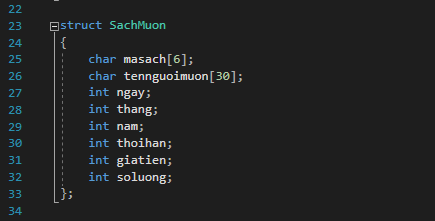 22
23 struct SachMuon
24 {
25 char masach[6];
26 char tennguoimuon[30];
27 int ngay;
28 int thang;
29 int nam;
30 int thoihan;
31 int giatien;
32 int soluong;
33 };
34